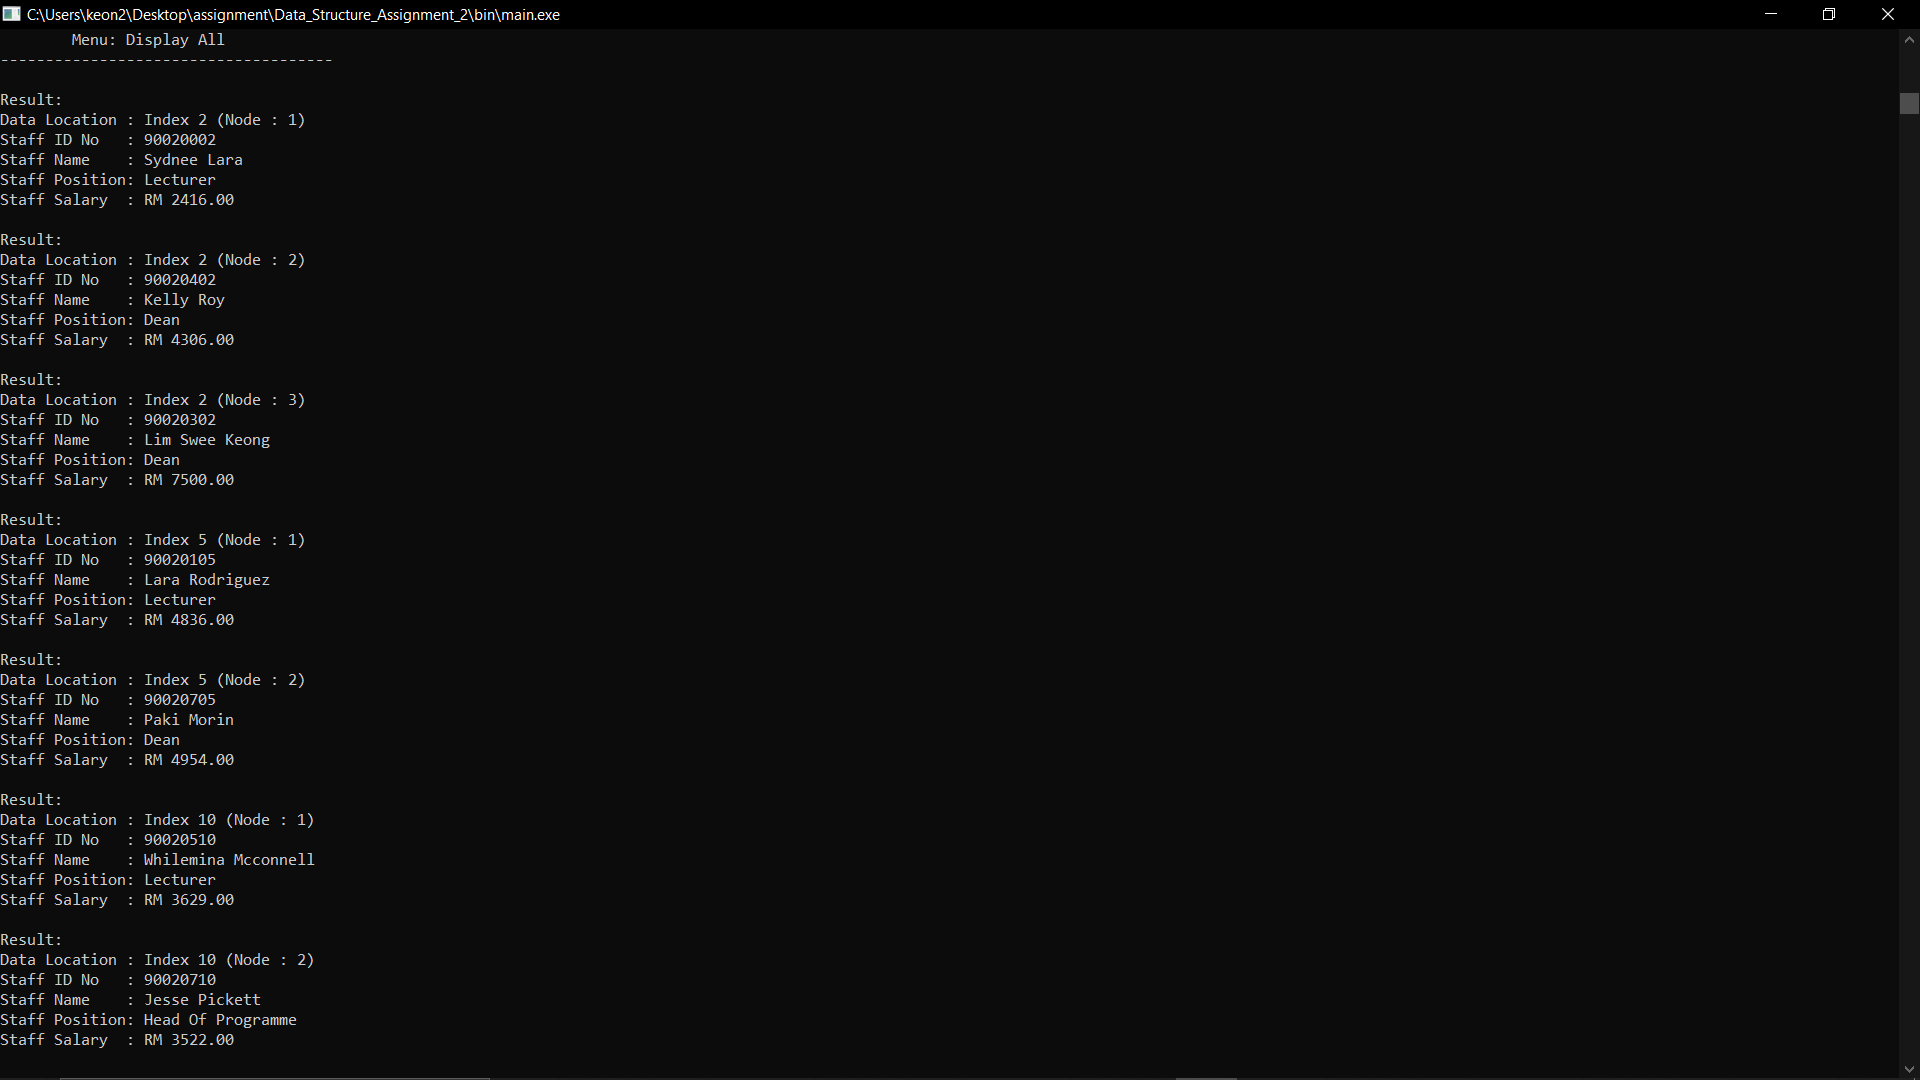 C:\Users\keon2\Desktop\assignment\Data_Structure_Assignment_2\bin\main.exe
        Menu: Display All
-------------------------------------
Result:
Data Location : Index 2 (Node : 1)
Staff ID No   : 90020002
Staff Name    : Sydnee Lara
Staff Position: Lecturer
Staff Salary  : RM 2416.00
Result:
Data Location : Index 2 (Node : 2)
Staff ID No   : 90020402
Staff Name    : Kelly Roy
Staff Position: Dean
Staff Salary  : RM 4306.00
Result:
Data Location : Index 2 (Node : 3)
Staff ID No   : 90020302
Staff Name    : Lim Swee Keong
Staff Position: Dean
Staff Salary  : RM 7500.00
Result:
Data Location : Index 5 (Node : 1)
Staff ID No   : 90020105
Staff Name    : Lara Rodriguez
Staff Position: Lecturer
Staff Salary  : RM 4836.00
Result:
Data Location : Index 5 (Node : 2)
Staff ID No   : 90020705
Staff Name    : Paki Morin
Staff Position: Dean
Staff Salary  : RM 4954.00
Result:
Data Location : Index 10 (Node : 1)
Staff ID No   : 90020510
Staff Name    : Whilemina Mcconnell
Staff Position: Lecturer
Staff Salary  : RM 3629.00
Result:
Data Location : Index 10 (Node : 2)
Staff ID No   : 90020710
Staff Name    : Jesse Pickett
Staff Position: Head Of Programme
Staff Salary  : RM 3522.00